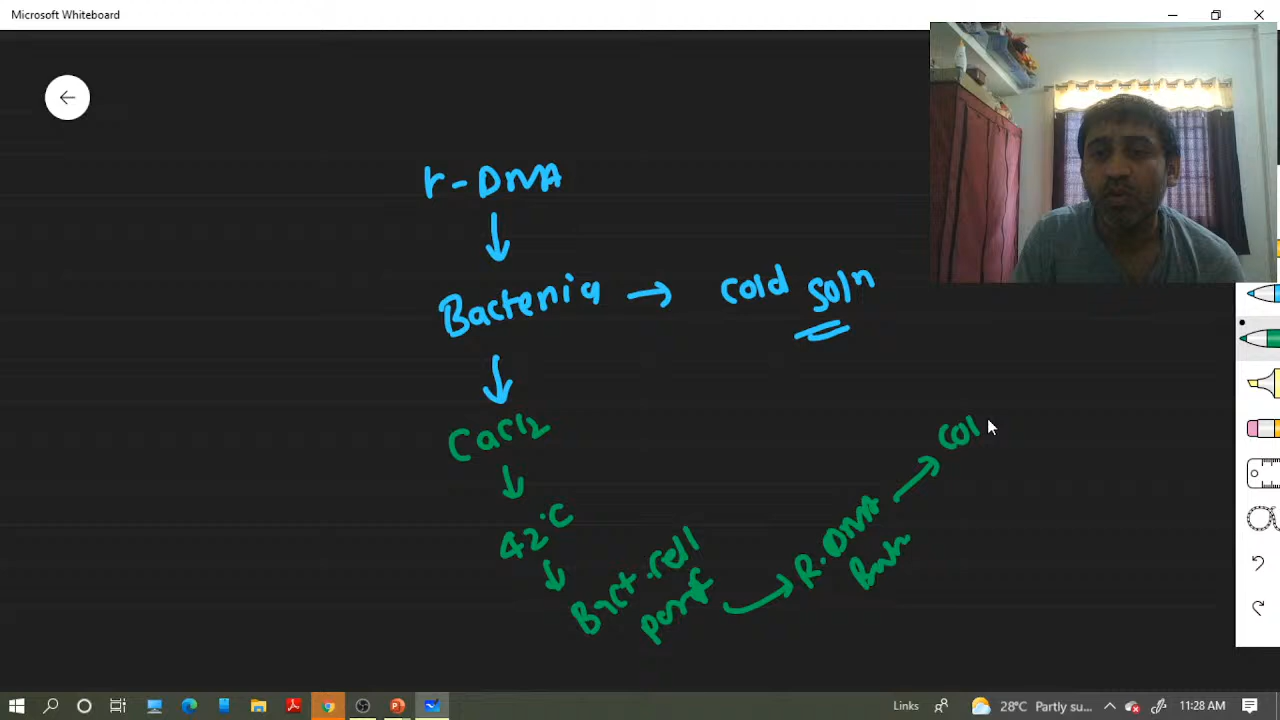 Microsoft Whiteboard
r-DNA
Bacteria → cold soln
CaCl2
42°C
Bact. cell
R.DNA
Col
Links
28°C Partly su...
11:28 AM